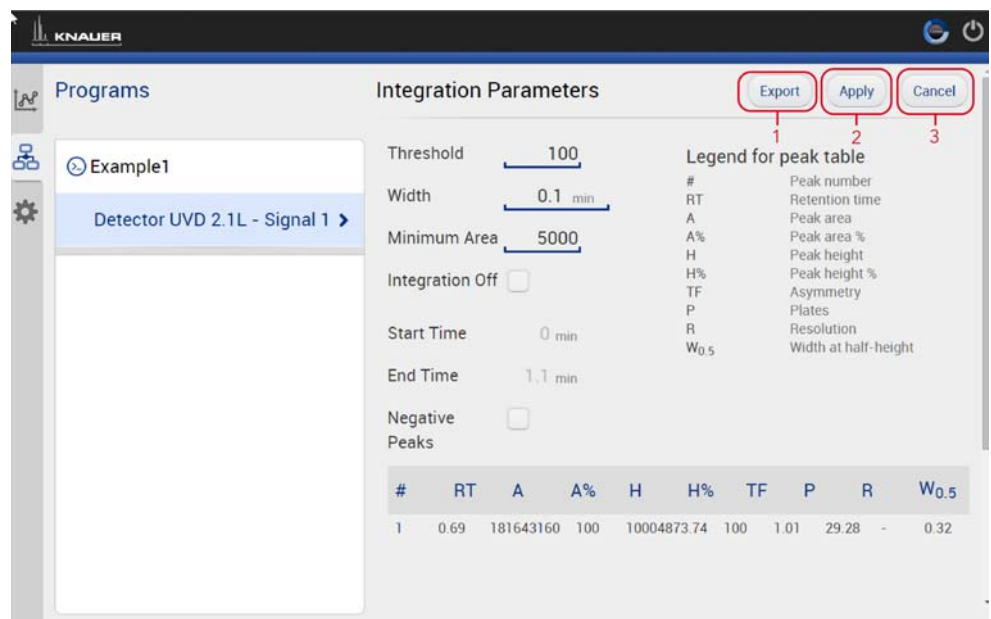 KNAUER
Programs
Example1
Detector UVD 2.1L - Signal 1
Integration Parameters
Export
Apply
Cancel
1
2
3
Threshold 100
Width 0.1 min
Minimum Area 5000
Integration Off
Start Time 0 min
End Time 1.1 min
Negative
Peaks
Legend for peak table
# Peak number
RT Retention time
A Peak area
A% Peak area %
H Peak height
H% Peak height %
TF Asymmetry
P Plates
R Resolution
W0.5 Width at half-height
# RT A A% H H% TF P R W0.5
1 0.69 181643160 100 10004873.74 100 1.01 29.28 - 0.32